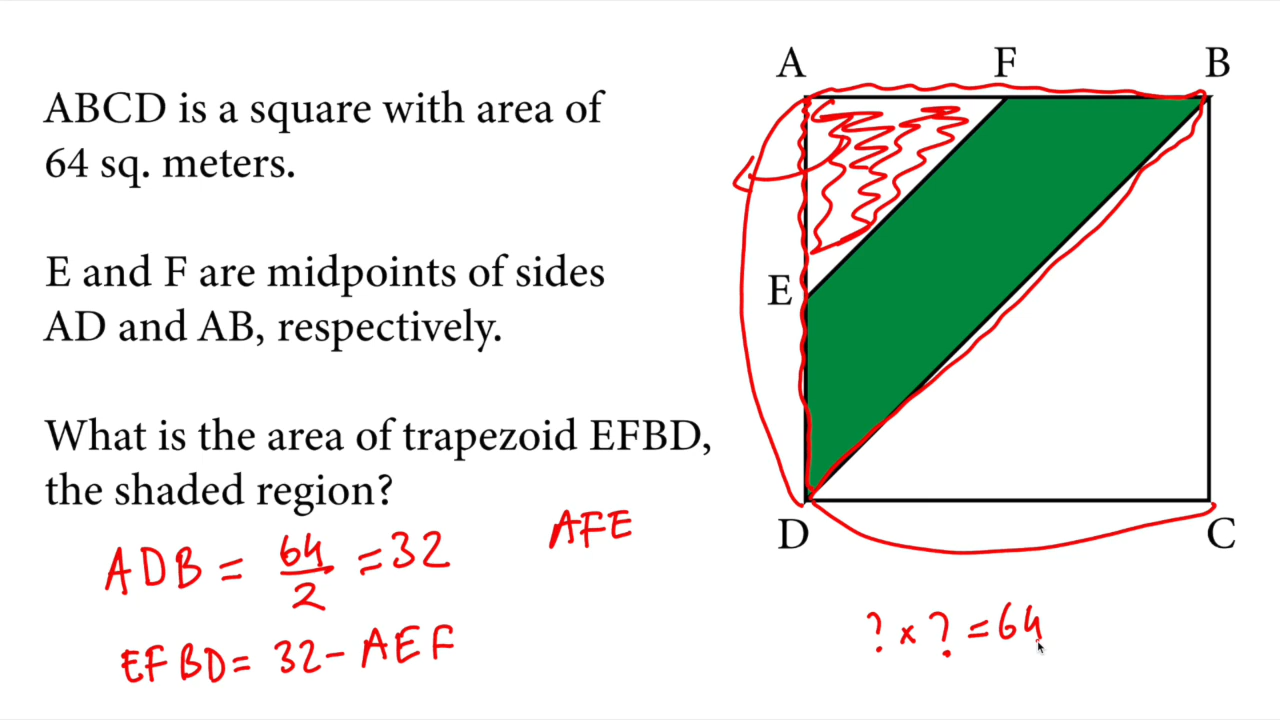 ABCD is a square with area of
64 sq. meters.
E and F are midpoints of sides
AD and AB, respectively.
What is the area of trapezoid EFBD,
the shaded region?
ADB = 64/2 = 32
AFE
EFBD = 32 - AEF
A
F
B
E
D
C
? x ? = 64